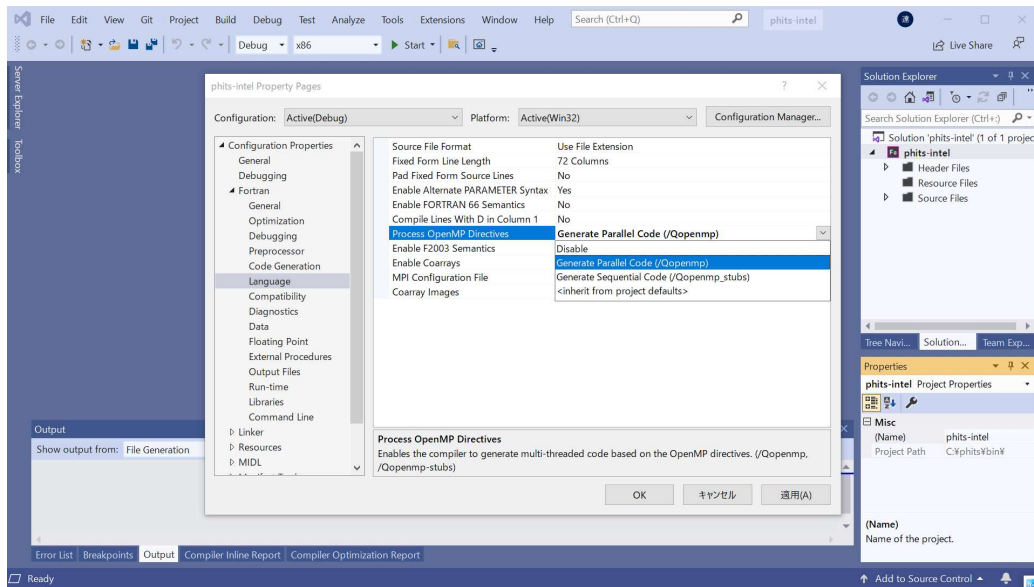 File Edit View Git Project Build Debug Test Analyze Tools Extensions Window Help Search (Ctrl+Q) phits-intel
Debug x86 Start Live Share
Server Explorer
Toolbox
phits-intel Property Pages
Configuration: Active(Debug) Platform: Active(Win32) Configuration Manager...
Configuration Properties
General
Debugging
Fortran
General
Optimization
Debugging
Preprocessor
Code Generation
Language
Compatibility
Diagnostics
Data
Floating Point
External Procedures
Output Files
Run-time
Libraries
Command Line
Linker
Resources
MIDL
Source File Format Use File Extension
Fixed Form Line Length 72 Columns
Pad Fixed Form Source Lines No
Enable Alternate PARAMETER Syntax Yes
Enable FORTRAN 66 Semantics No
Compile Lines With D in Column 1 No
Process OpenMP Directives Generate Parallel Code (/Qopenmp)
Enable F2003 Semantics Disable
Enable Coarrays Generate Parallel Code (/Qopenmp)
MPI Configuration File Generate Sequential Code (/Qopenmp_stubs)
Coarray Images <inherit from project defaults>
Process OpenMP Directives
Enables the compiler to generate multi-threaded code based on the OpenMP directives. (/Qopenmp,
/Qopenmp-stubs)
OK キャンセル 適用(A)
Output
Show output from: File Generation
Error List Breakpoints Output Compiler Inline Report Compiler Optimization Report
Solution Explorer
Search Solution Explorer (Ctrl+:)
Solution 'phits-intel' (1 of 1 projec
phits-intel
Header Files
Resource Files
Source Files
Tree Navi... Solution... Team Exp...
Properties
phits-intel Project Properties
Misc
(Name) phits-intel
Project Path C:¥phits¥bin¥
(Name)
Name of the project.
Ready Add to Source Control